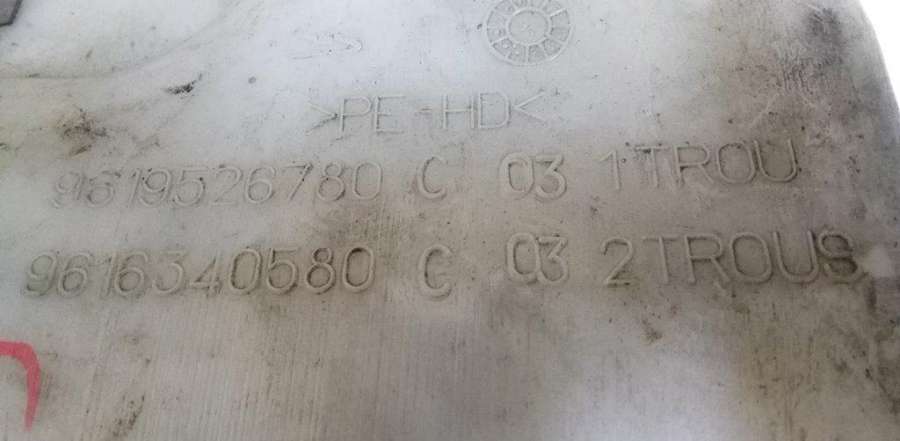 >PE-HD<
9619526780 C 03 1TROU
9616340580 C 03 2TROUS